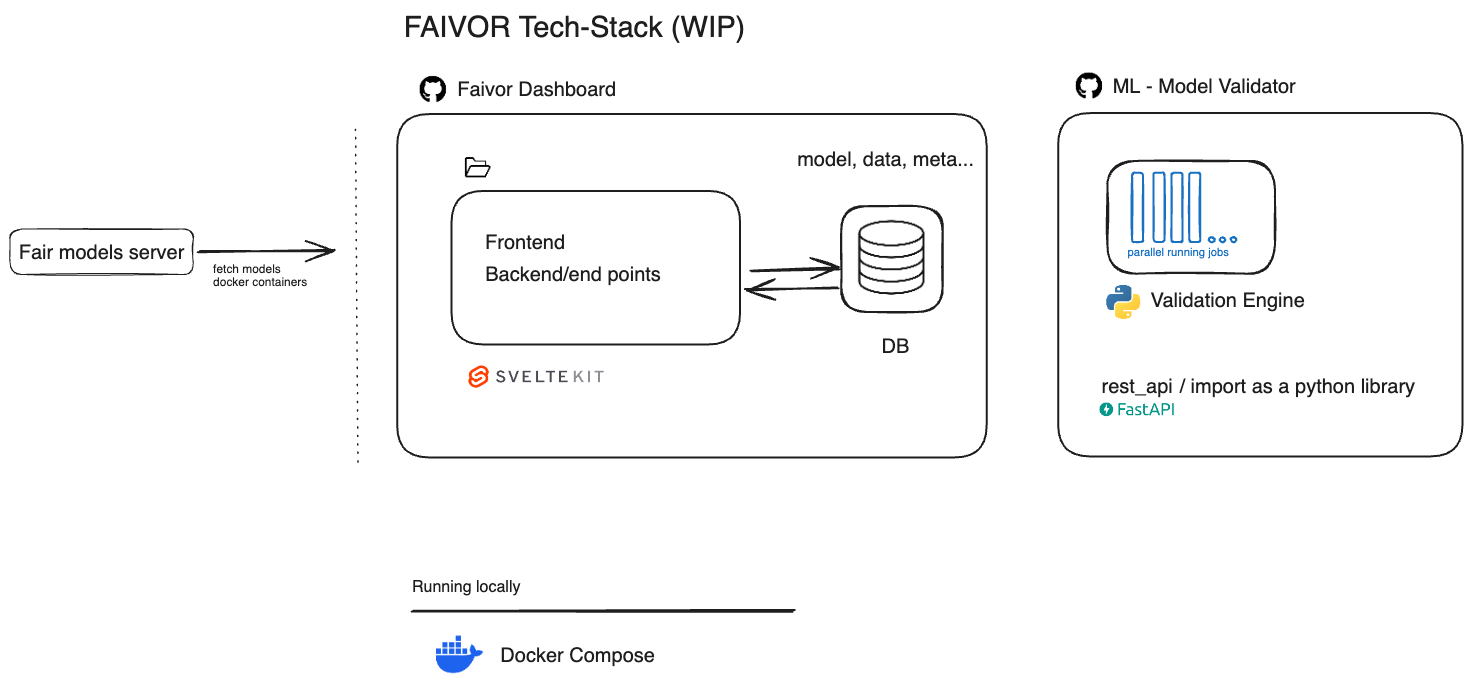 FAIVOR Tech-Stack (WIP)
Faivor Dashboard
ML - Model Validator
model, data, meta...
Fair models server
fetch models
docker containers
Frontend
Backend/end points
DB
SVELTEKIT
parallel running jobs
Validation Engine
rest_api / import as a python library
FastAPI
Running locally
Docker Compose